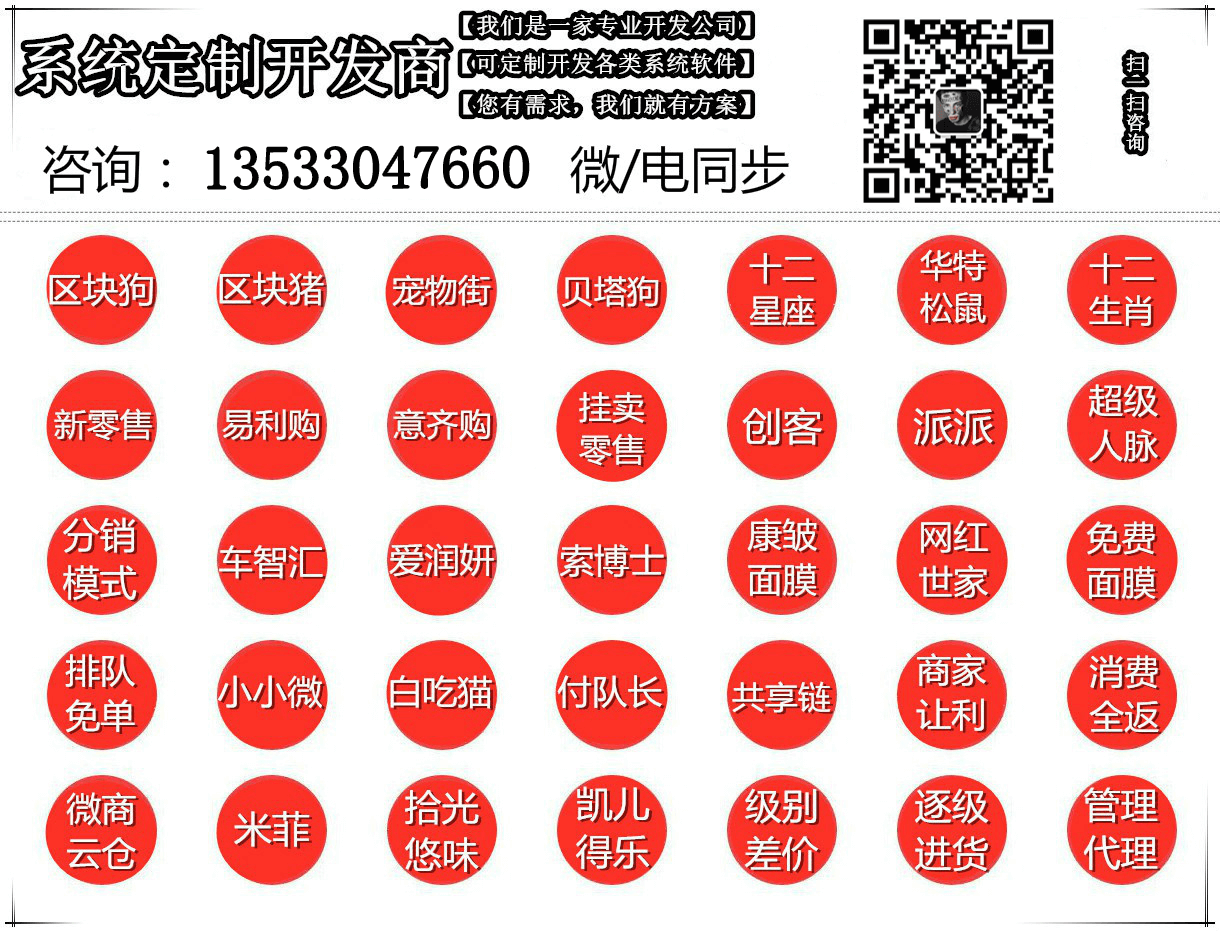 系统定制开发商
【我们是一家专业开发公司】
【可定制开发各类系统软件】
【您有需求，我们就有方案】
咨询：13533047660 微/电同步
扫一扫咨询
区块狗
区块猪
宠物街
贝塔狗
十二
星座
华特
松鼠
十二
生肖
新零售
易利购
意齐购
挂卖
零售
创客
派派
超级
人脉
分销
模式
车智汇
爱润妍
索博士
康皱
面膜
网红
世家
免费
面膜
排队
免单
小小微
白吃猫
付队长
共享链
商家
让利
消费
全返
微商
云仓
米菲
拾光
悠味
凯儿
得乐
级别
差价
逐级
进货
管理
代理